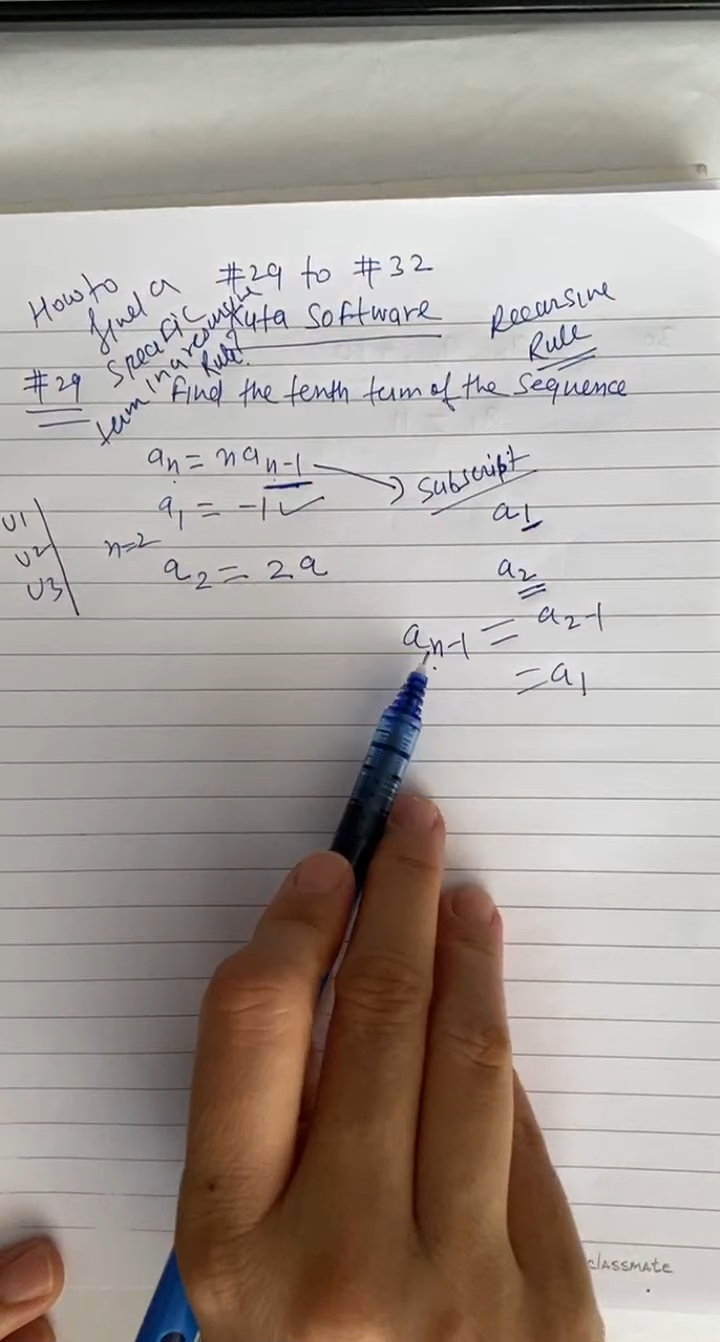 #29 to #32
How to
find a
specific
term in a recursive
Rule?
Kuta Software
Recursive
Rule
#29
Find the tenth term of the sequence
aₙ = naₙ₋₁
subscript
a₁ = -1 ✓
a₁
U1
U2
U3
n=2
a₂ = 2a
a₂
aₙ₋₁ = a₂₋₁
= a₁
classmate